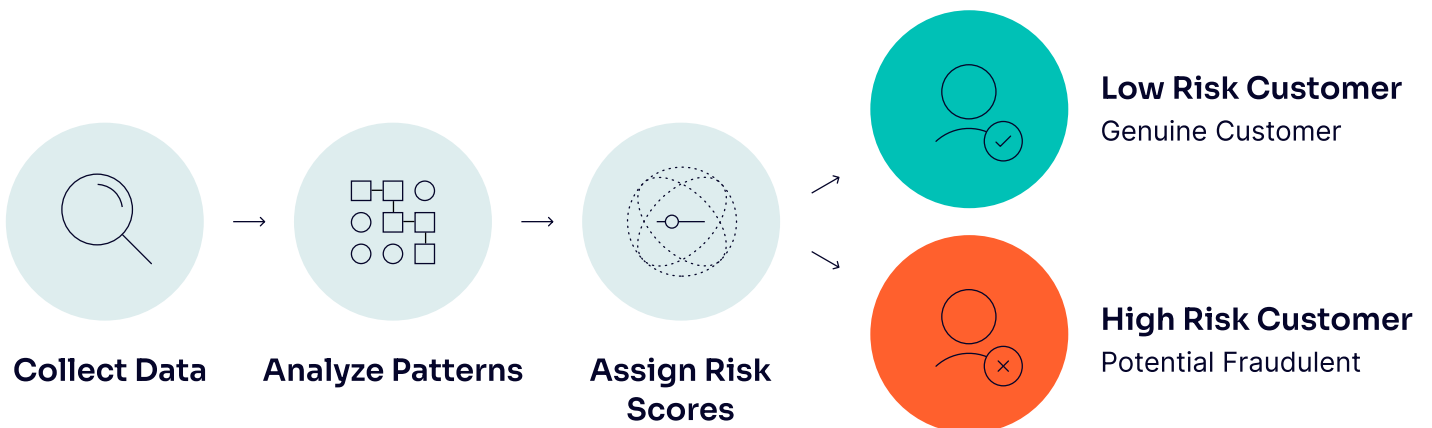 Collect Data
Analyze Patterns
Assign Risk
Scores
Low Risk Customer
Genuine Customer
High Risk Customer
Potential Fraudulent